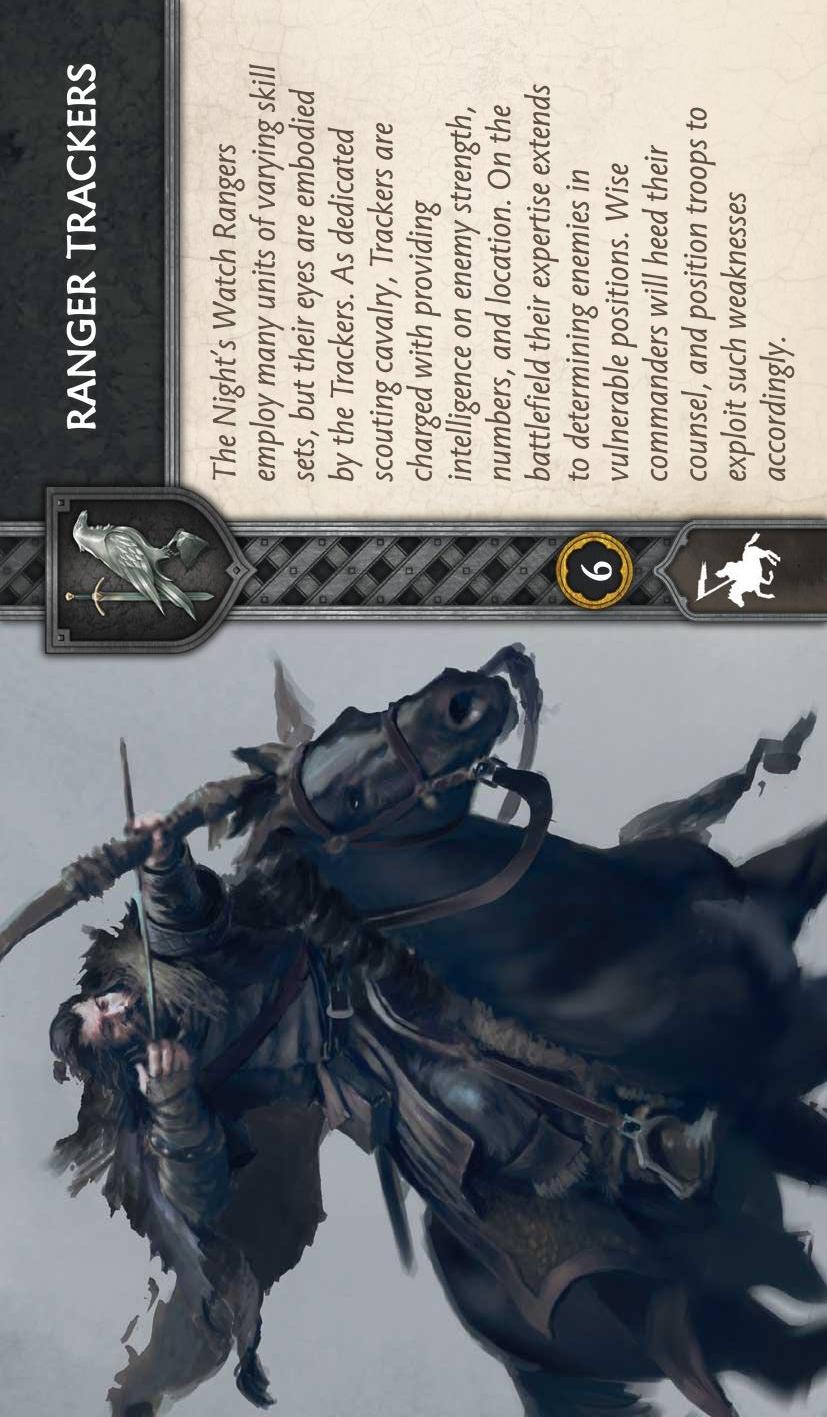 RANGER TRACKERS
The Night's Watch Rangers
employ many units of varying skill
sets, but their eyes are embodied
by the Trackers. As dedicated
scouting cavalry, Trackers are
charged with providing
intelligence on enemy strength,
numbers, and location. On the
battlefield their expertise extends
to determining enemies in
vulnerable positions. Wise
commanders will heed their
counsel, and position troops to
exploit such weaknesses
accordingly.
6